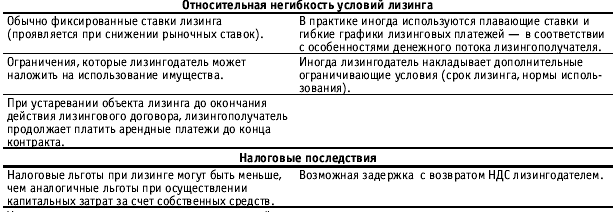 Относительная негибкость условий лизинга
Обычно фиксированные ставки лизинга
(проявляется при снижении рыночных ставок).
В практике иногда используются плавающие ставки и
гибкие графики лизинговых платежей — в соответствии
с особенностями денежного потока лизингополучателя.
Ограничения, которые лизингодатель может
наложить на использование имущества.
Иногда лизингодатель накладывает дополнительные
ограничивающие условия (срок лизинга, нормы исполь-
зования).
При устаревании объекта лизинга до окончания
действия лизингового договора, лизингополучатель
продолжает платить арендные платежи до конца
контракта.
Налоговые последствия
Налоговые льготы при лизинге могут быть меньше,
чем аналогичные льготы при осуществлении
капитальных затрат за счет собственных средств.
Возможная задержка с возвратом НДС лизингодателем.